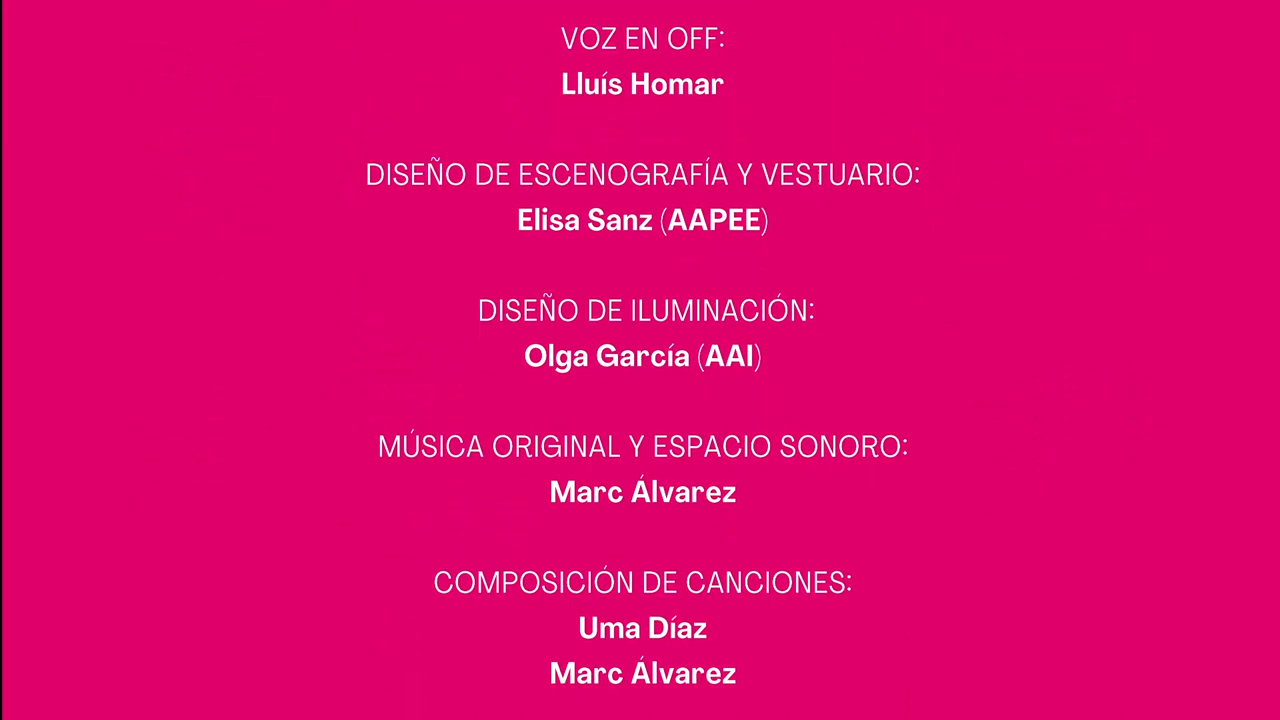 VOZ EN OFF:
Lluís Homar
DISEÑO DE ESCENOGRAFÍA Y VESTUARIO:
Elisa Sanz (AAPEE)
DISEÑO DE ILUMINACIÓN:
Olga García (AAI)
MÚSICA ORIGINAL Y ESPACIO SONORO:
Marc Álvarez
COMPOSICIÓN DE CANCIONES:
Uma Díaz
Marc Álvarez